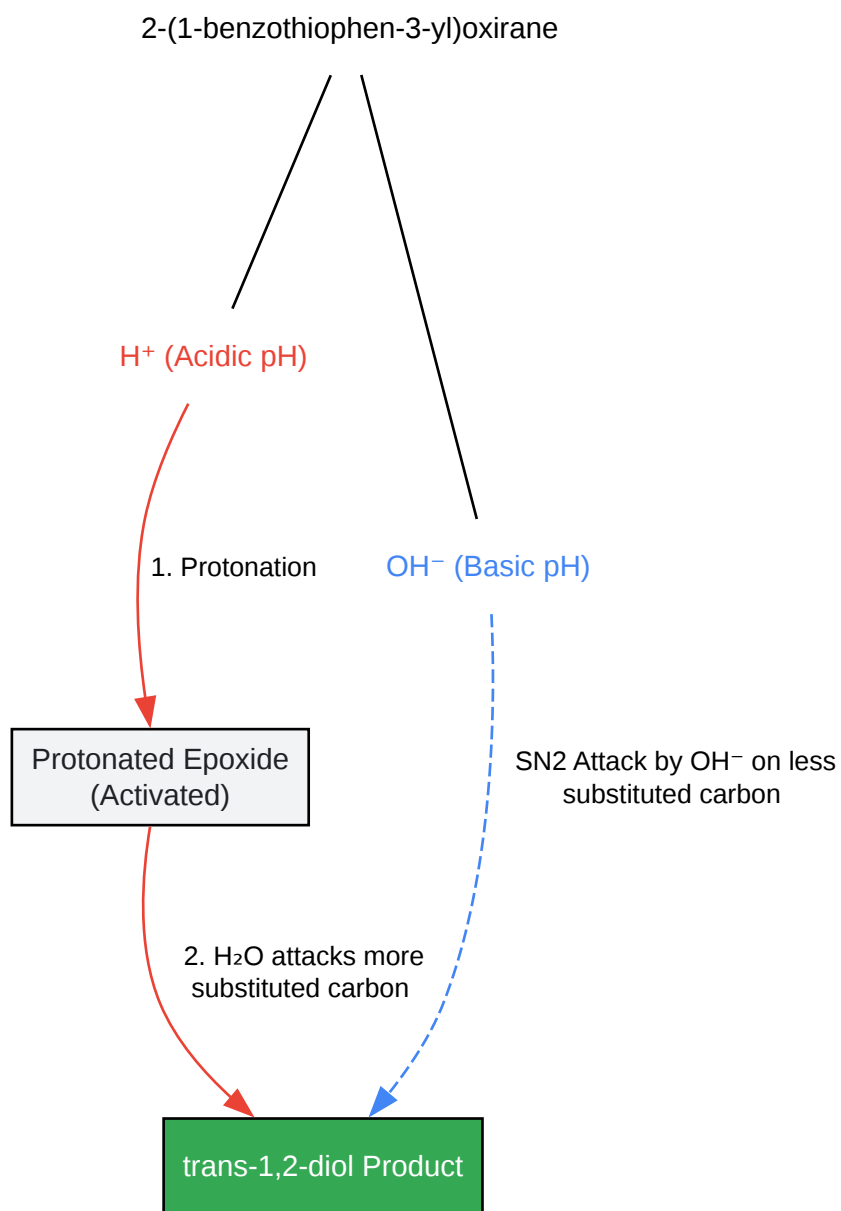 2-(1-benzothiophen-3-yl)oxirane
H⁺ (Acidic pH)
1. Protonation
OH⁻ (Basic pH)
Protonated Epoxide
(Activated)
SN2 Attack by OH⁻ on less
substituted carbon
2. H₂O attacks more
substituted carbon
trans-1,2-diol Product